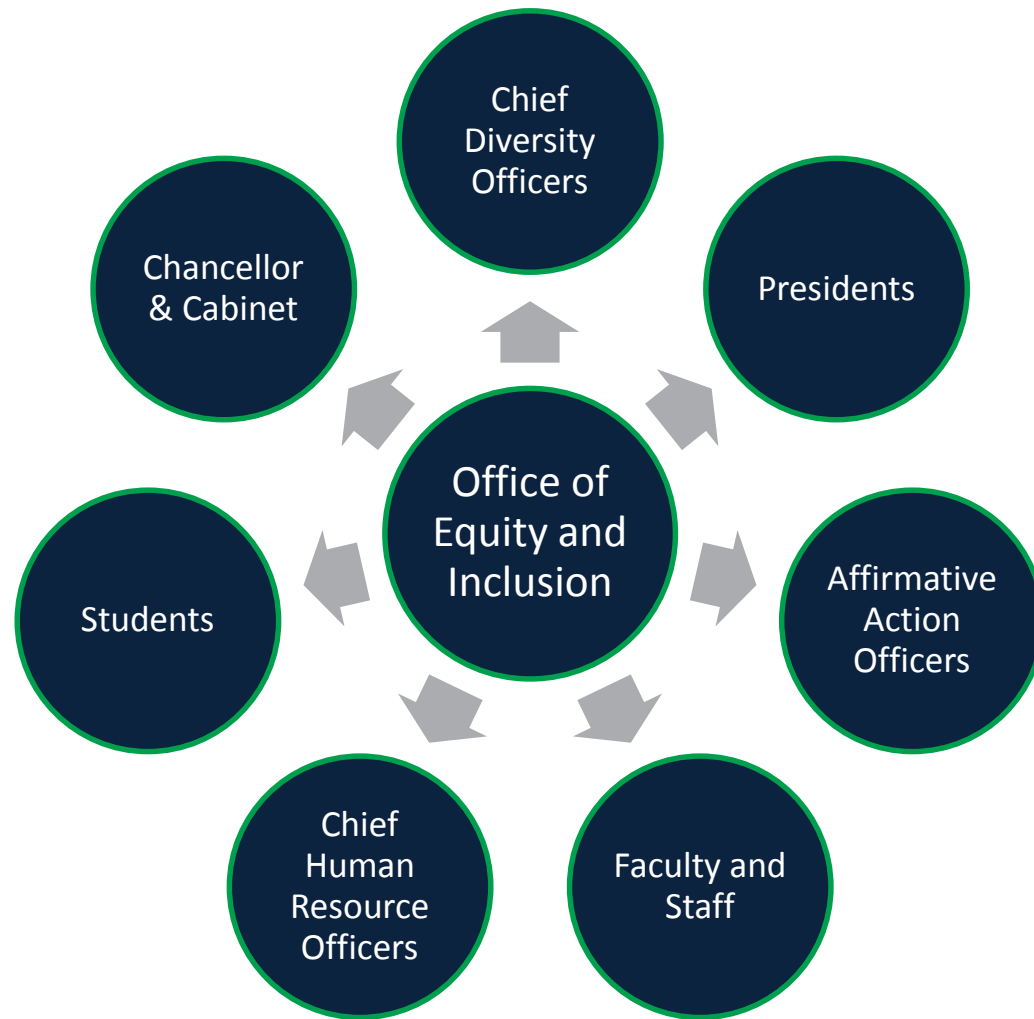 Chief
Diversity
Officers
Chancellor
& Cabinet
Presidents
Office of
Equity and
Inclusion
Students
Affirmative
Action
Officers
Chief
Human
Resource
Officers
Faculty and
Staff